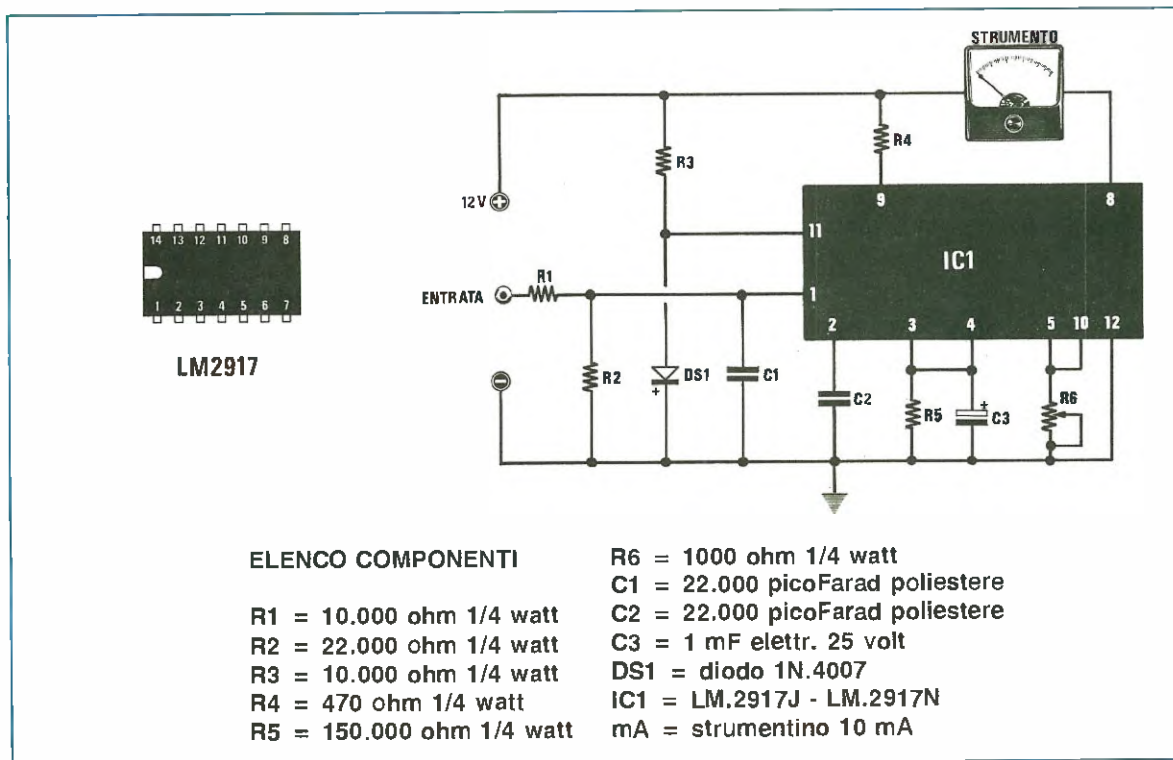 STRUMENTO
R3
R4
12V
9
8
11
IC1
14 13 12 11 10 9 8
R1
ENTRATA
1
1 2 3 4 5 6 7
2
3
4
5
10
12
LM2917
R2
DS1
+
C1
C2
R5
+
C3
R6
ELENCO COMPONENTI
R1 = 10.000 ohm 1/4 watt
R2 = 22.000 ohm 1/4 watt
R3 = 10.000 ohm 1/4 watt
R4 = 470 ohm 1/4 watt
R5 = 150.000 ohm 1/4 watt
R6 = 1000 ohm 1/4 watt
C1 = 22.000 picoFarad poliestere
C2 = 22.000 picoFarad poliestere
C3 = 1 mF elettr. 25 volt
DS1 = diodo 1N.4007
IC1 = LM.2917J - LM.2917N
mA = strumentino 10 mA